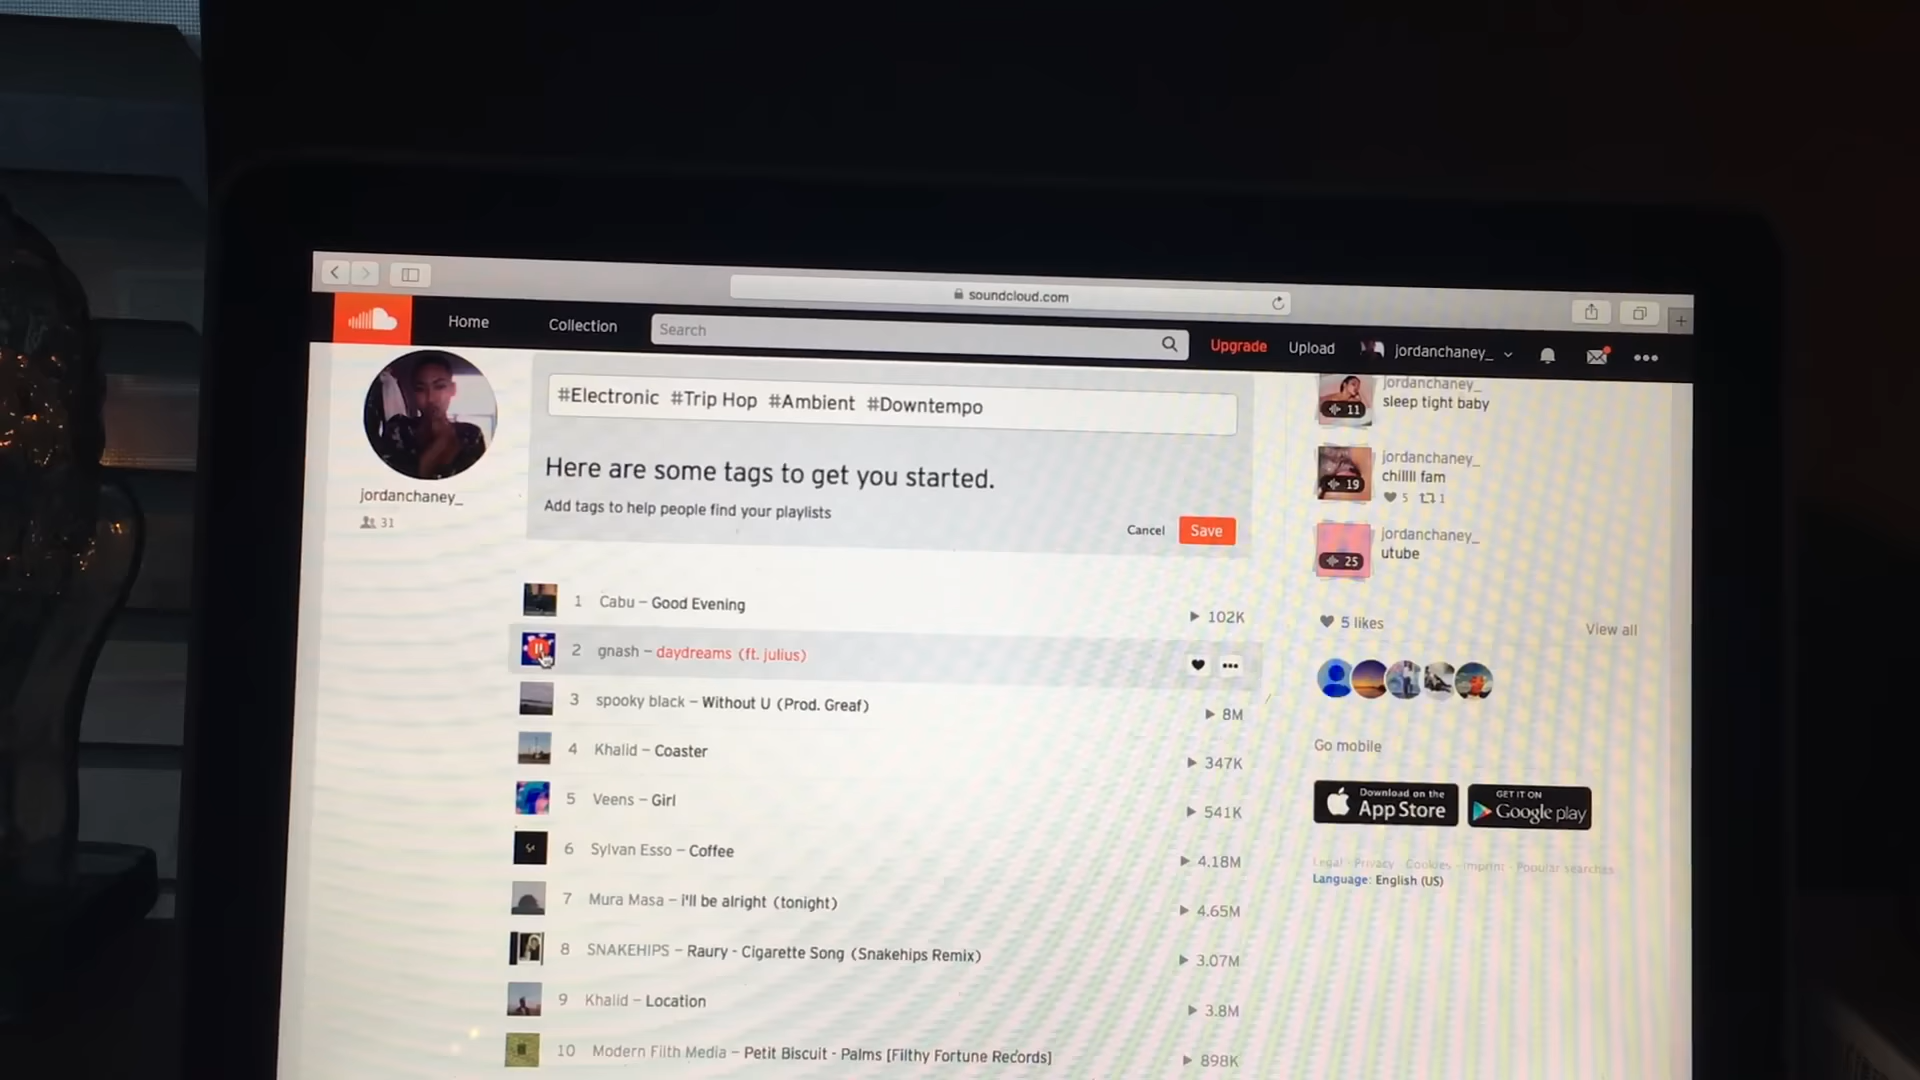 soundcloud.com
Home Collection Search Upgrade Upload jordanchaney_
#Electronic #Trip Hop #Ambient #Downtempo
Here are some tags to get you started.
Add tags to help people find your playlists
Cancel Save
jordanchaney_
31
1 Cabu – Good Evening 102K
2 gnash – daydreams (ft. julius)
3 spooky black – Without U (Prod. Greaf) 8M
4 Khalid – Coaster 347K
5 Veens – Girl 541K
6 Sylvan Esso – Coffee 4.18M
7 Mura Masa – i'll be alright (tonight) 4.65M
8 SNAKEHIPS – Raury - Cigarette Song (Snakehips Remix) 3.07M
9 Khalid – Location 3.8M
10 Modern Filth Media – Petit Biscuit - Palms [Filthy Fortune Records] 898K
jordanchaney_
sleep tight baby
11
jordanchaney_
chillll fam
19
5 1
jordanchaney_
utube
25
5 likes View all
Go mobile
Download on the
App Store
GET IT ON
Google play
Legal - Privacy - Cookies - Imprint - Popular searches
Language: English (US)